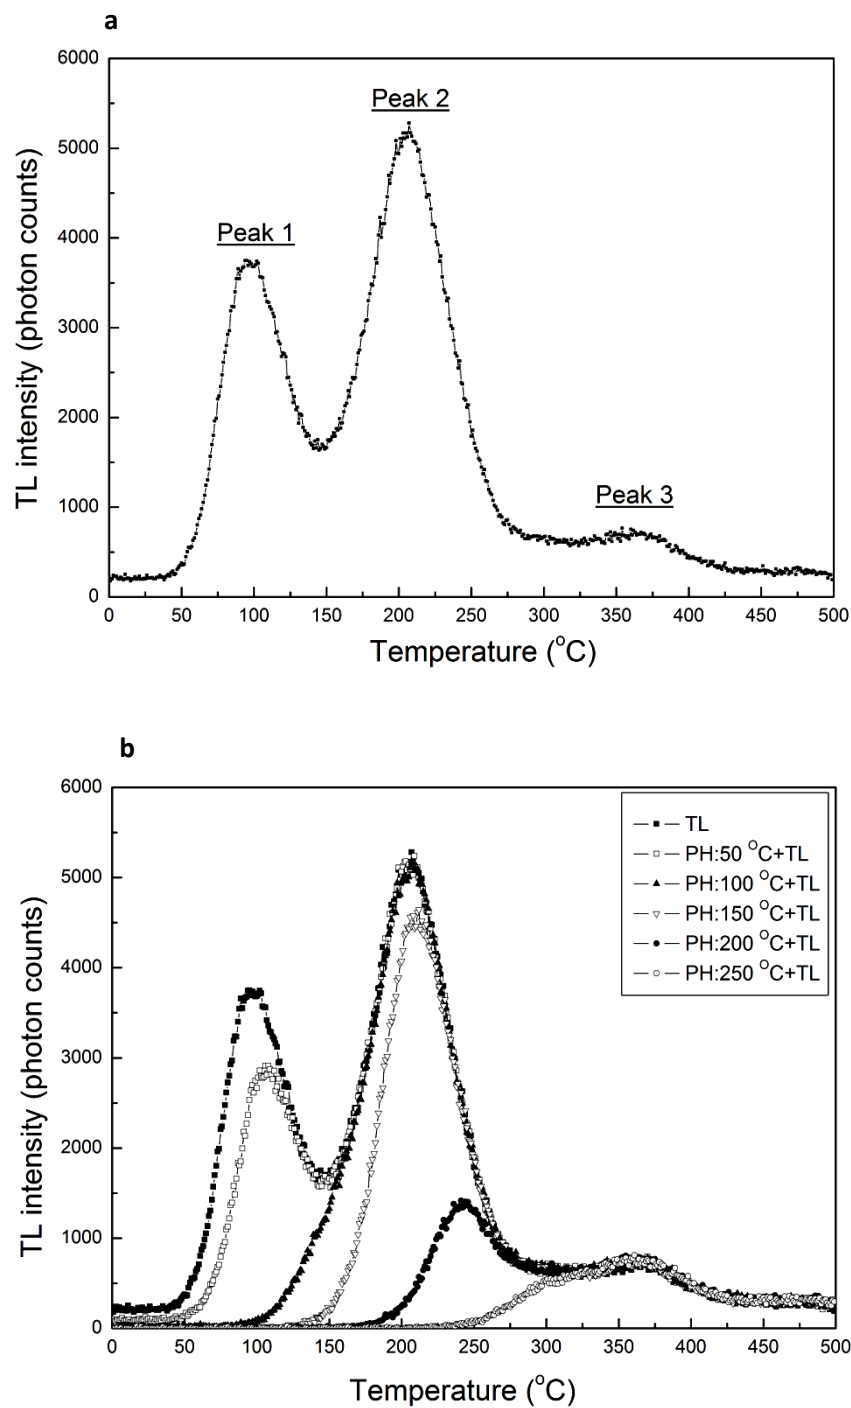 a
6000
5000
4000
3000
2000
1000
0
TL intensity (photon counts)
Peak 1
Peak 2
Peak 3
0 50 100 150 200 250 300 350 400 450 500
Temperature (°C)
b
6000
5000
4000
3000
2000
1000
0
TL intensity (photon counts)
TL
PH:50 °C+TL
PH:100 °C+TL
PH:150 °C+TL
PH:200 °C+TL
PH:250 °C+TL
0 50 100 150 200 250 300 350 400 450 500
Temperature (°C)